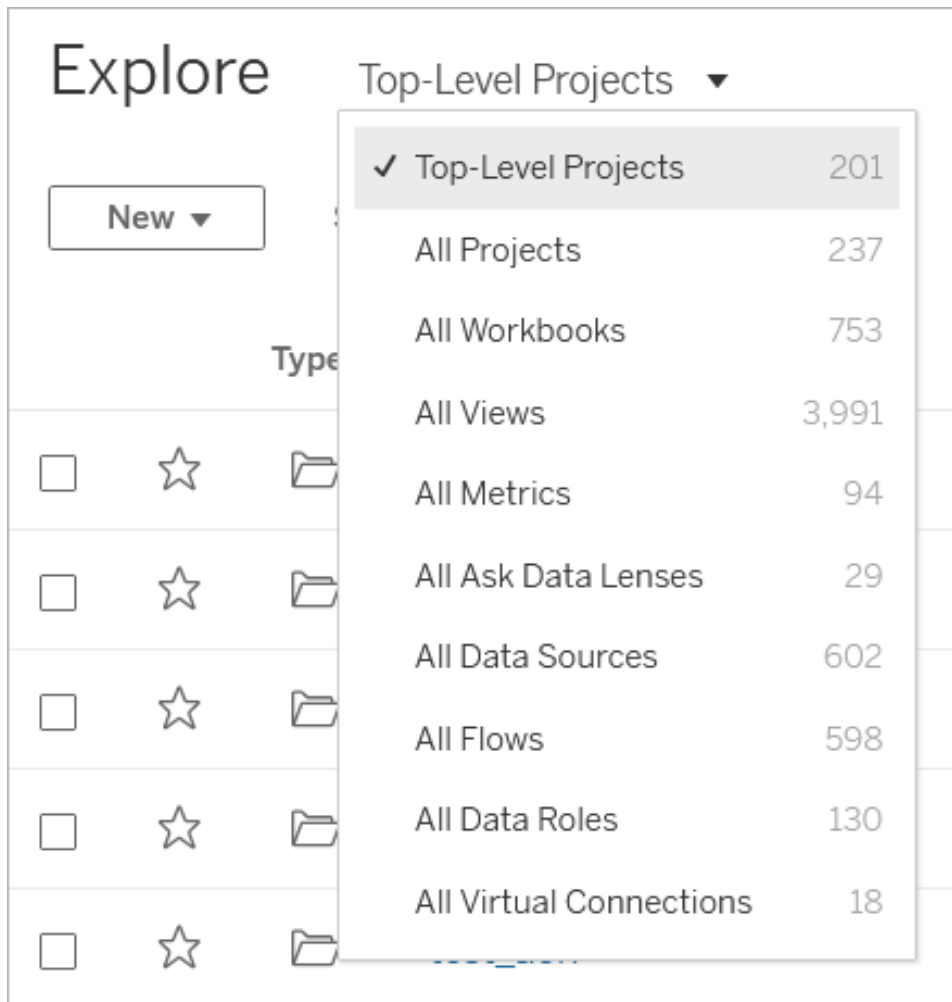 Explore
Top-Level Projects
Top-Level Projects 201
New
All Projects 237
All Workbooks 753
Type
All Views 3,991
All Metrics 94
All Ask Data Lenses 29
All Data Sources 602
All Flows 598
All Data Roles 130
All Virtual Connections 18